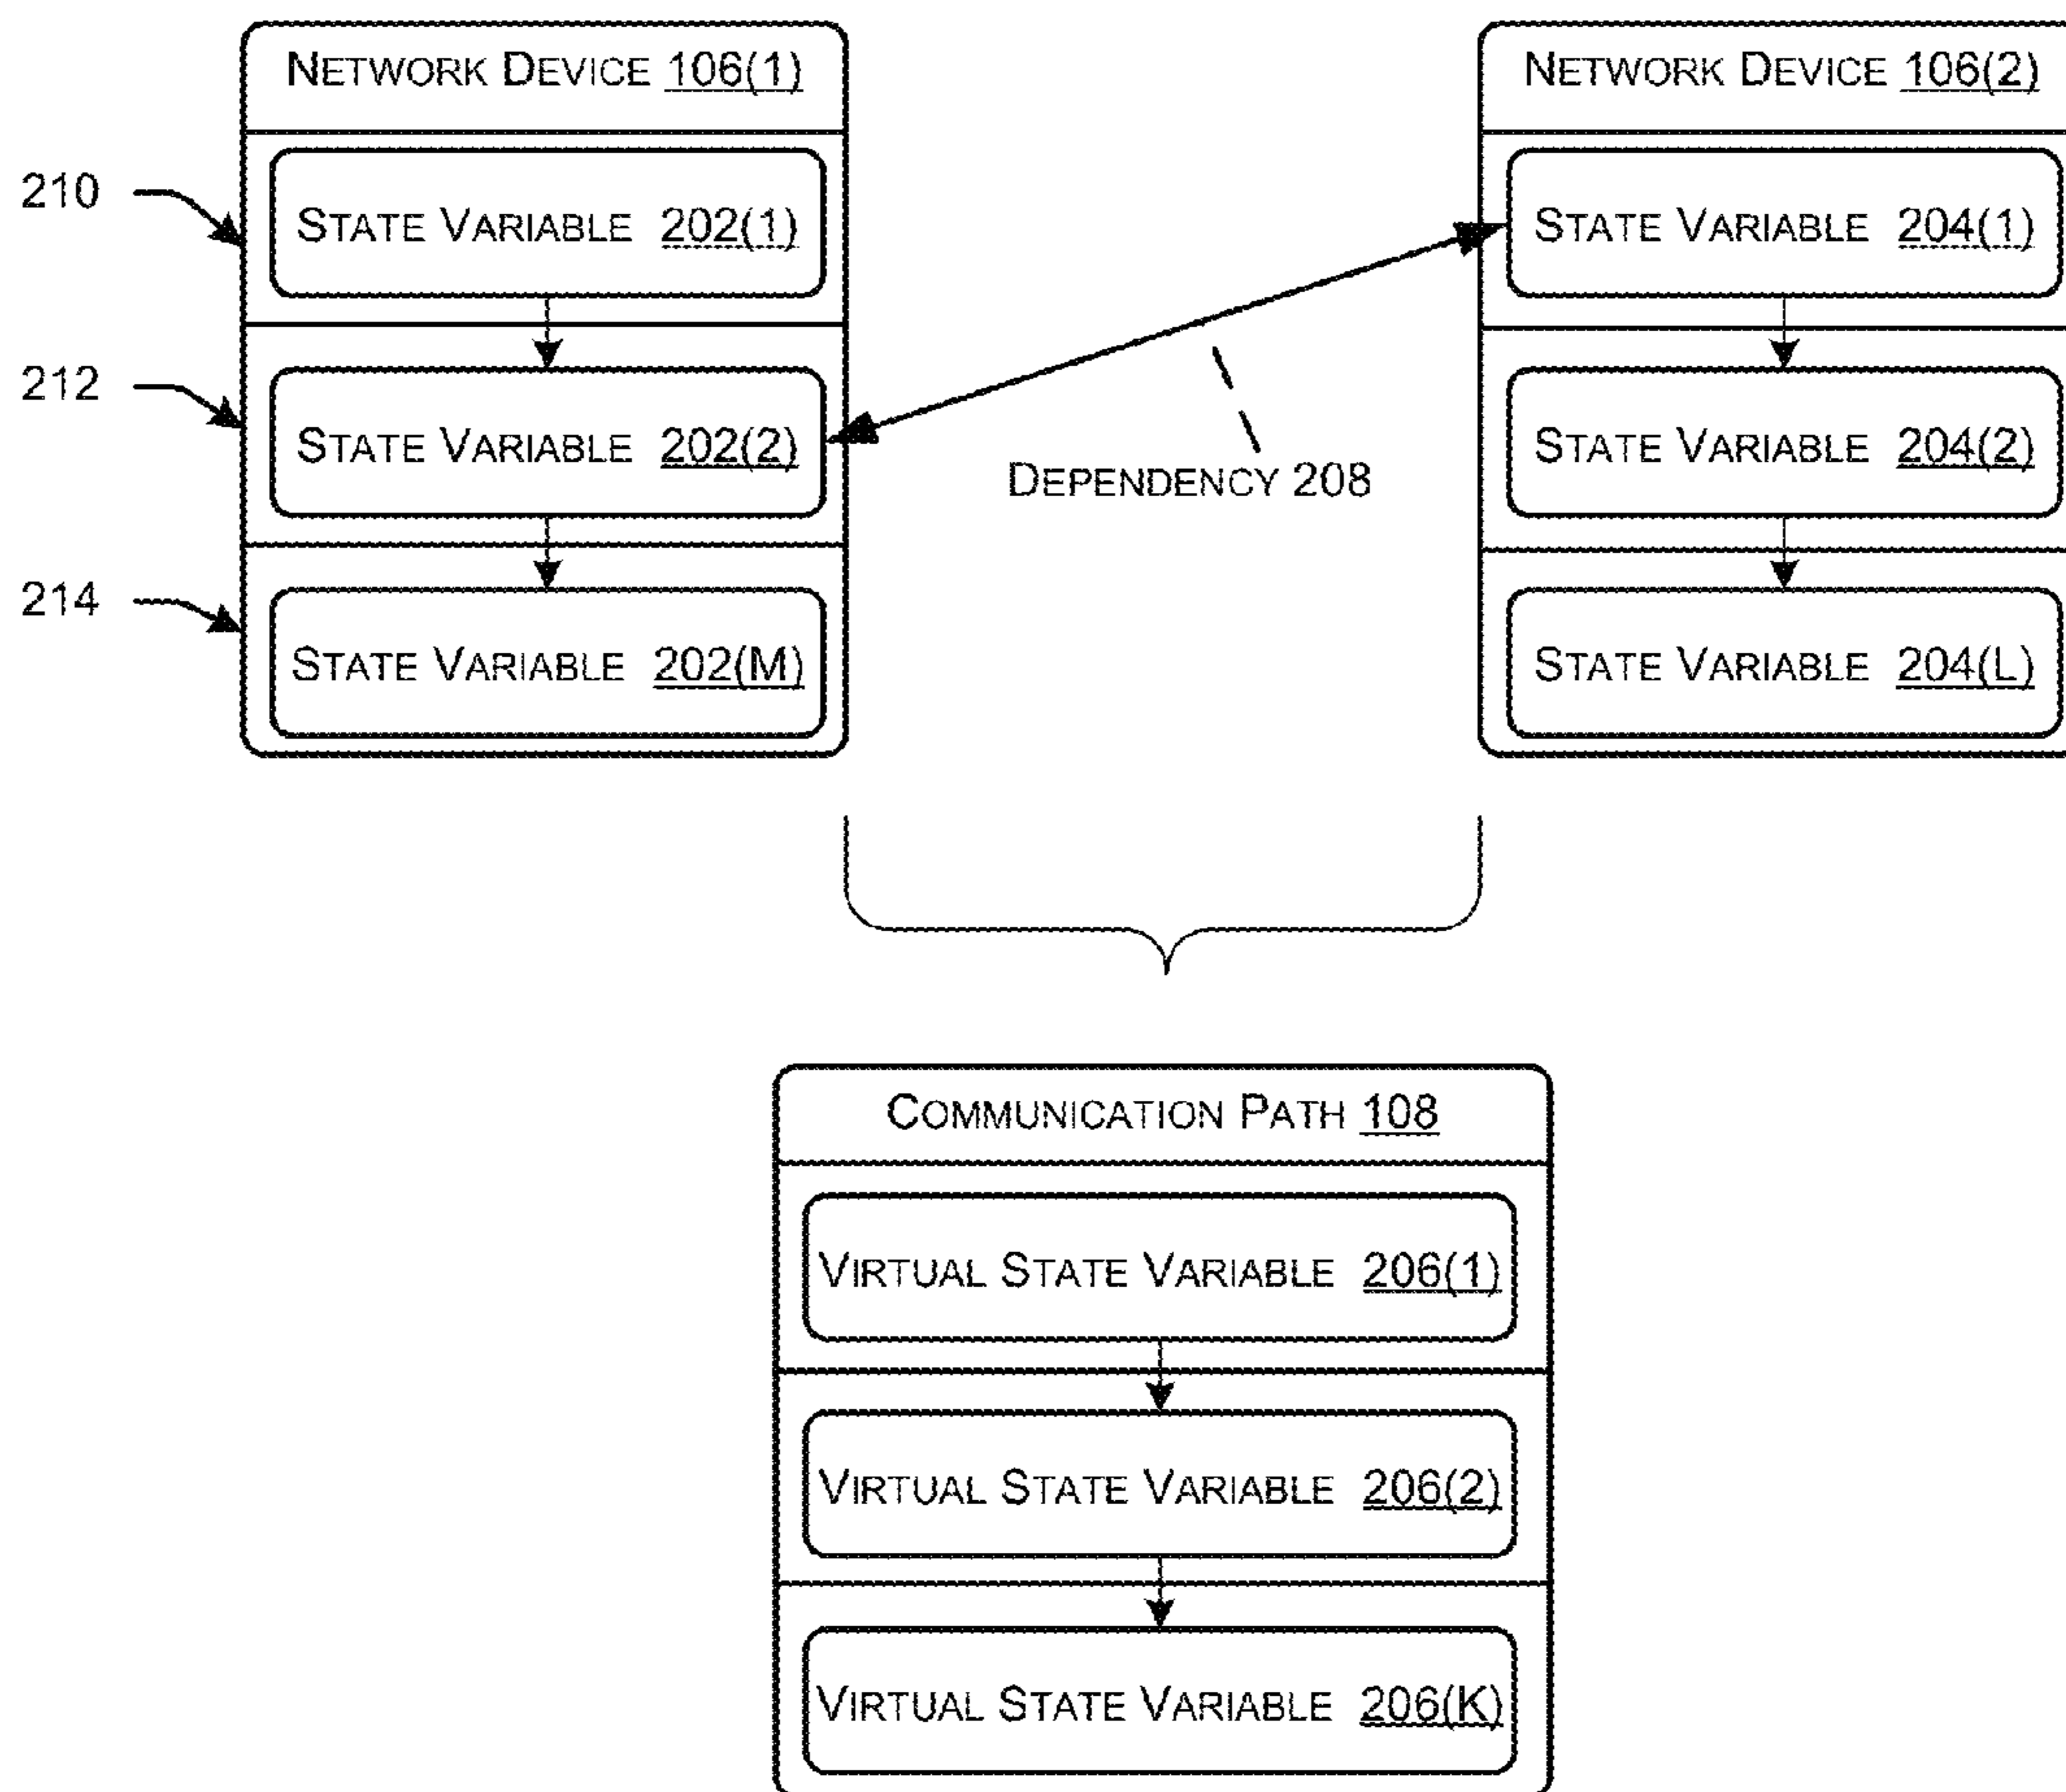 NETWORK DEVICE 106(1)
NETWORK DEVICE 106(2)
210
STATE VARIABLE 202(1)
STATE VARIABLE 204(1)
212
STATE VARIABLE 202(2)
STATE VARIABLE 204(2)
DEPENDENCY 208
214
STATE VARIABLE 202(M)
STATE VARIABLE 204(L)
COMMUNICATION PATH 108
VIRTUAL STATE VARIABLE 206(1)
VIRTUAL STATE VARIABLE 206(2)
VIRTUAL STATE VARIABLE 206(K)